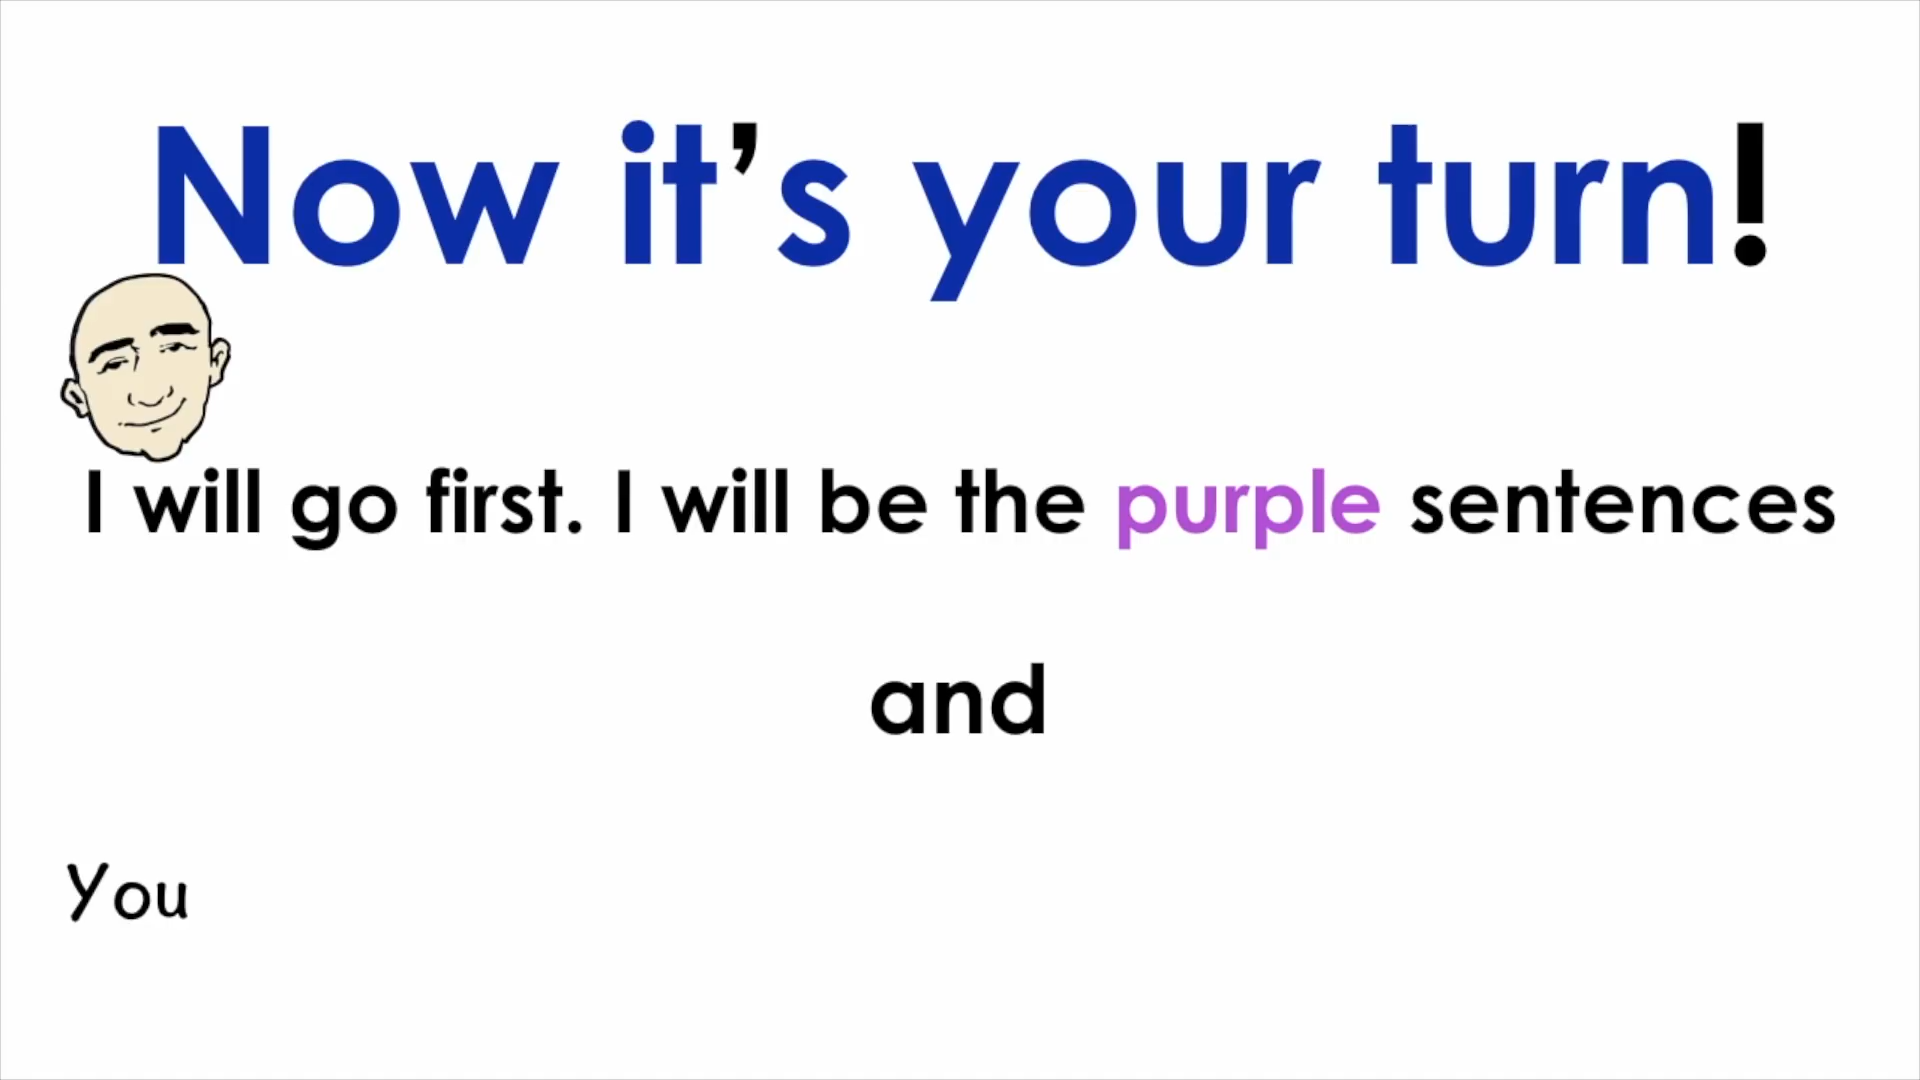 Now it’s your turn!
I will go first. I will be the purple sentences
and
You